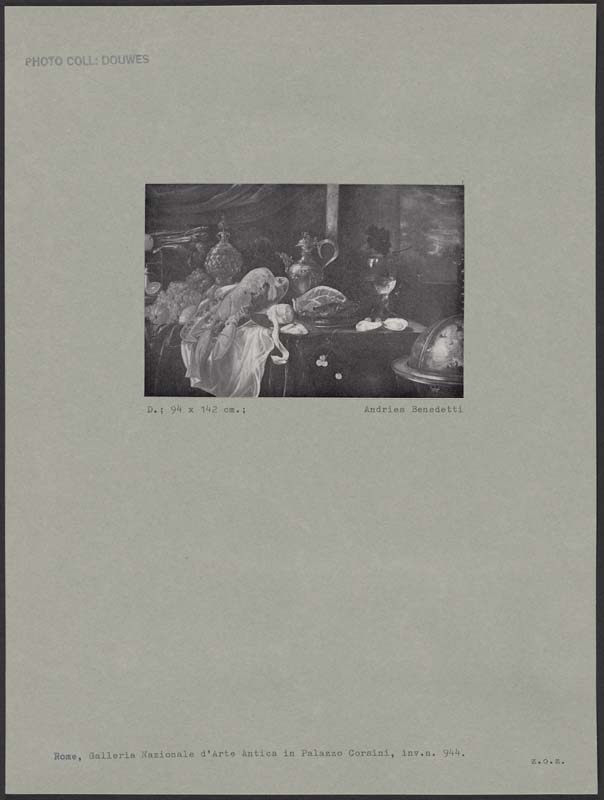 PHOTO COLL: DOUWES
D.; 94 x 142 cm.; Andries Benedetti
Rome, Galleria Nazionale d'Arte Antica in Palazzo Corsini, inv.n. 944.
z.o.z.